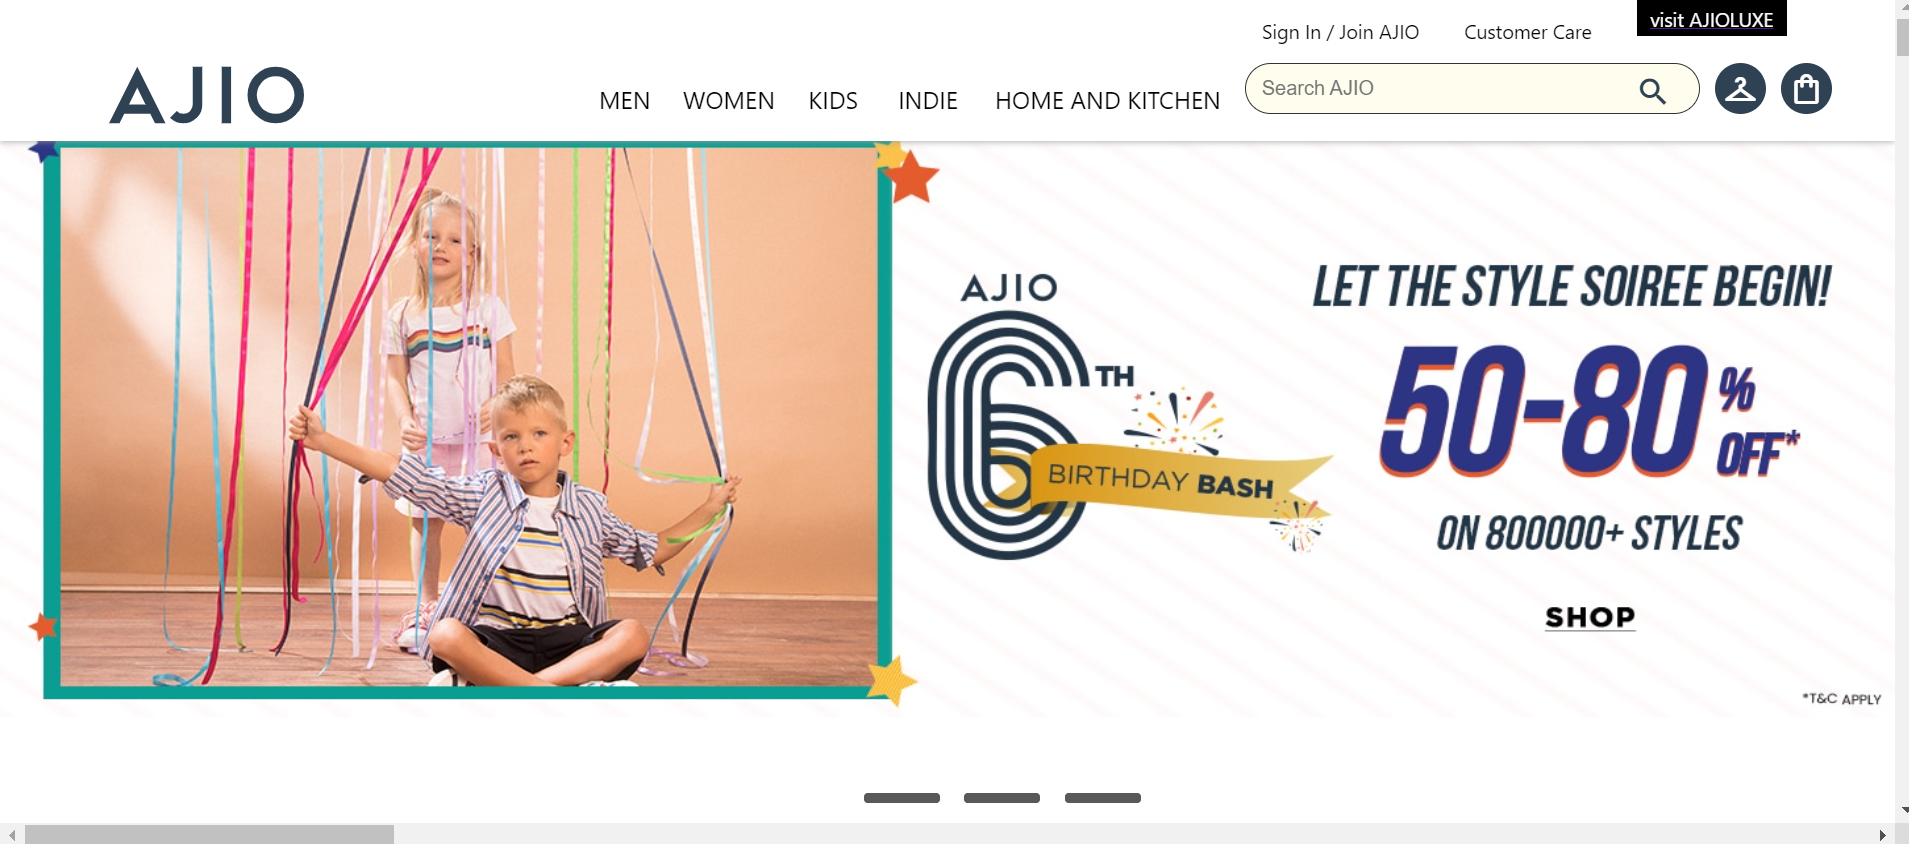 Sign In / Join AJIO
Customer Care
visit AJIOLUXE
AJIO
MEN
WOMEN
KIDS
INDIE
HOME AND KITCHEN
Search AJIO
AJIO
6TH
BIRTHDAY BASH
LET THE STYLE SOIREE BEGIN!
50-80% OFF*
ON 800000+ STYLES
SHOP
*T&C APPLY